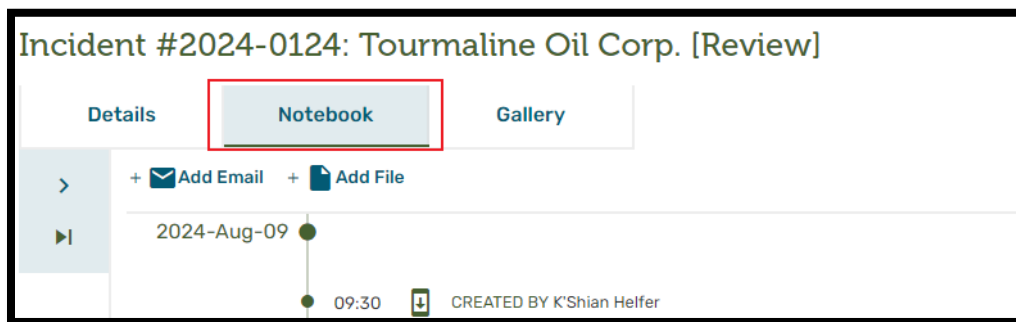 Incident #2024-0124: Tourmaline Oil Corp. [Review]
Details Notebook Gallery
+ Add Email + Add File
2024-Aug-09
09:30 CREATED BY K'Shian Helfer